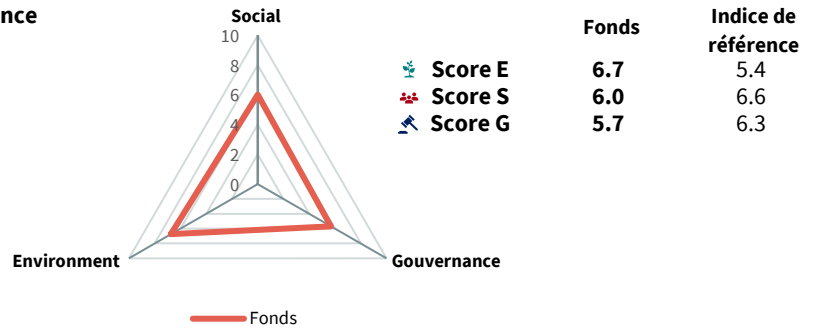 nce
Social
10
8
6
4
2
0
Environment
Gouvernance
Fonds
Fonds
Indice de
référence
Score E 6.7 5.4
Score S 6.0 6.6
Score G 5.7 6.3